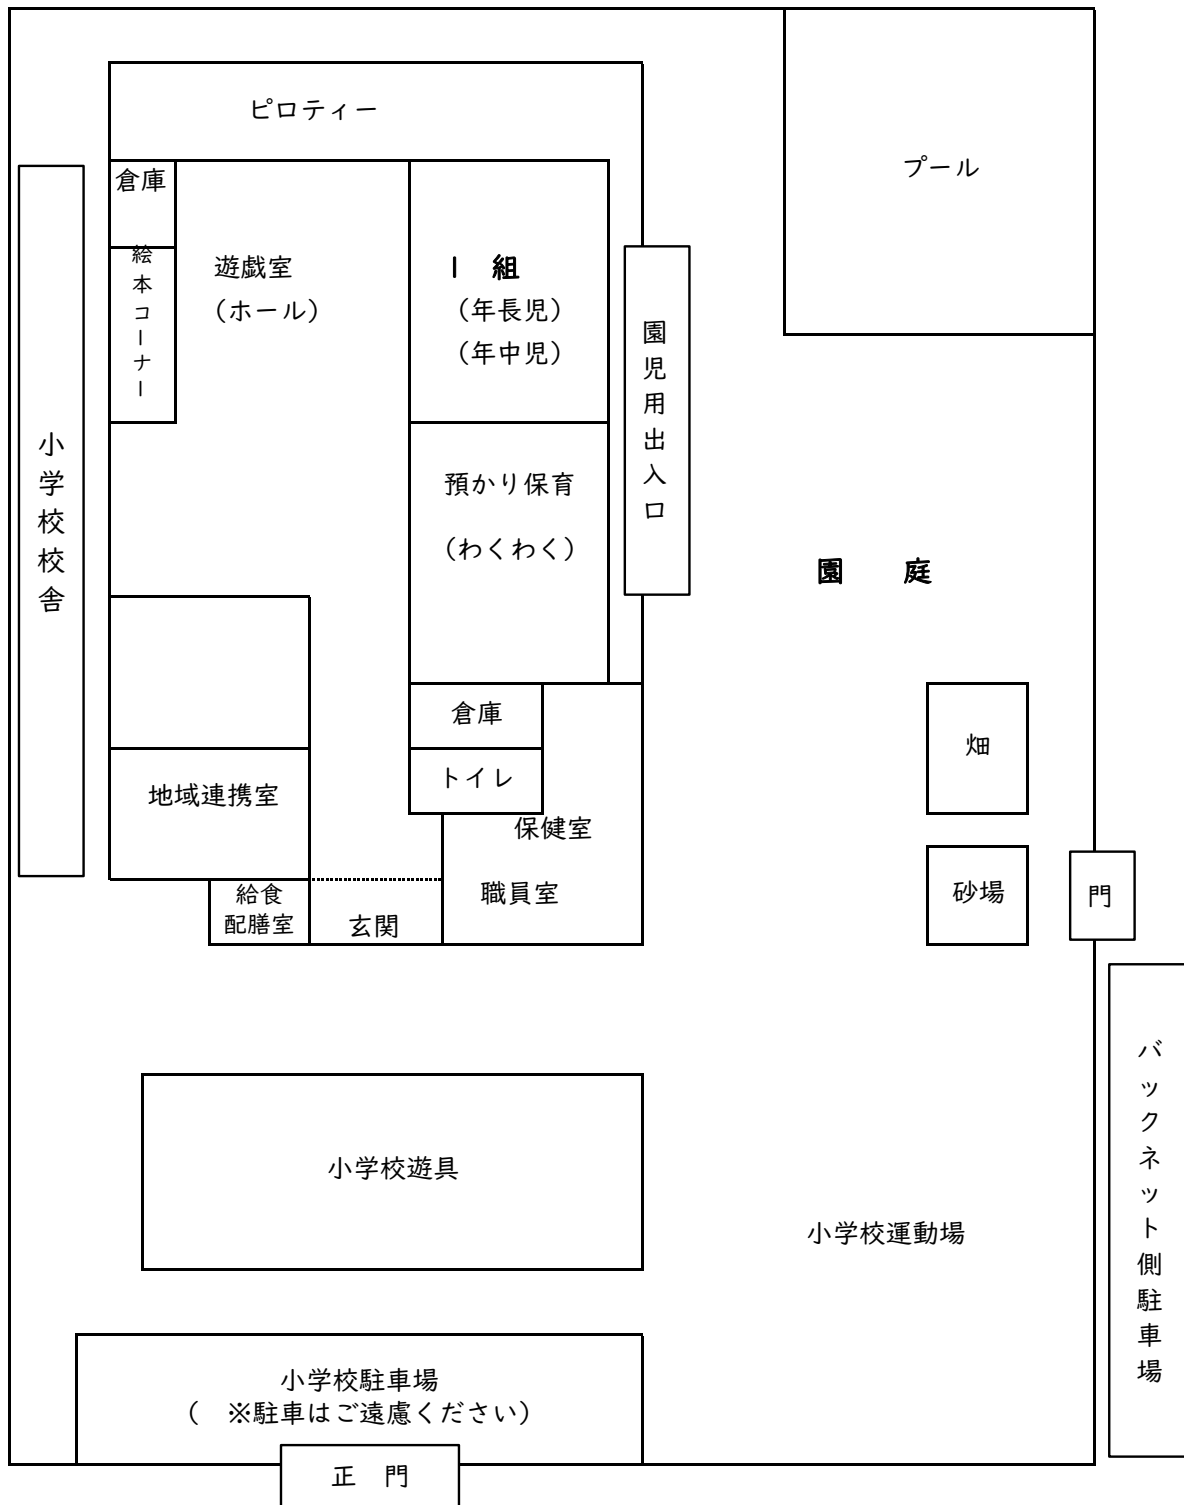 ピロティー
プール
倉庫
絵本コーナー
遊戯室
(ホール)
1 組
(年長児)
(年中児)
園児用出入口
小学校校舎
預かり保育
(わくわく)
園 庭
倉庫
トイレ
畑
地域連携室
保健室
職員室
給食
配膳室
玄関
砂場
門
バックネット側駐車場
小学校遊具
小学校運動場
小学校駐車場
( ※駐車はご遠慮ください)
正 門